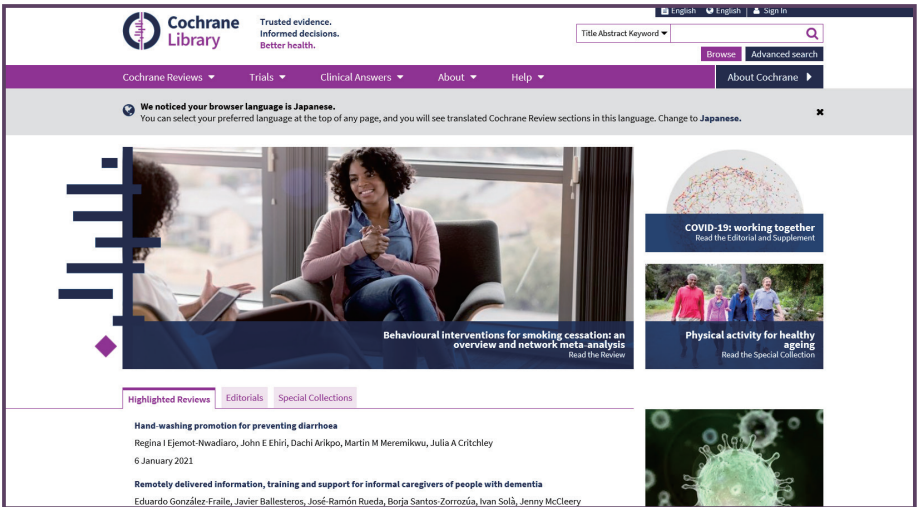 English English Sign In
Cochrane
Library
Trusted evidence.
Informed decisions.
Better health.
Title Abstract Keyword
Browse Advanced search
Cochrane Reviews Trials Clinical Answers About Help About Cochrane
We noticed your browser language is Japanese.
You can select your preferred language at the top of any page, and you will see translated Cochrane Review sections in this language. Change to Japanese.
Behavioural interventions for smoking cessation: an
overview and network meta-analysis
Read the Review
COVID-19: working together
Read the Editorial and Supplement
Physical activity for healthy
ageing
Read the Special Collection
Highlighted Reviews Editorials Special Collections
Hand-washing promotion for preventing diarrhoea
Regina I Ejemot-Nwadiaro, John E Ehiri, Dachi Arikpo, Martin M Meremikwu, Julia A Critchley
6 January 2021
Remotely delivered information, training and support for informal caregivers of people with dementia
Eduardo González-Fraile, Javier Ballesteros, José-Ramón Rueda, Borja Santos-Zorrozúa, Ivan Solà, Jenny McCleery